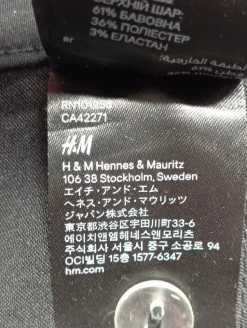 ВЕРХНІЙ ШАР:
61% БАВОВНА
36% ПОЛІЕСТЕР
3% ЕЛАСТАН
ar
CA42271
H&M
H & M Hennes & Mauritz
106 38 Stockholm, Sweden
エイチ・アンド・エム
ヘネス・アンド・マウリッツ
ジャパン株式会社
東京都渋谷区宇田川町33-6
에이치앤엠헤네스앤모리츠
주식회사 서울시 중구 소공로 94
OCI빌딩 15층 1577-6347
hm.com